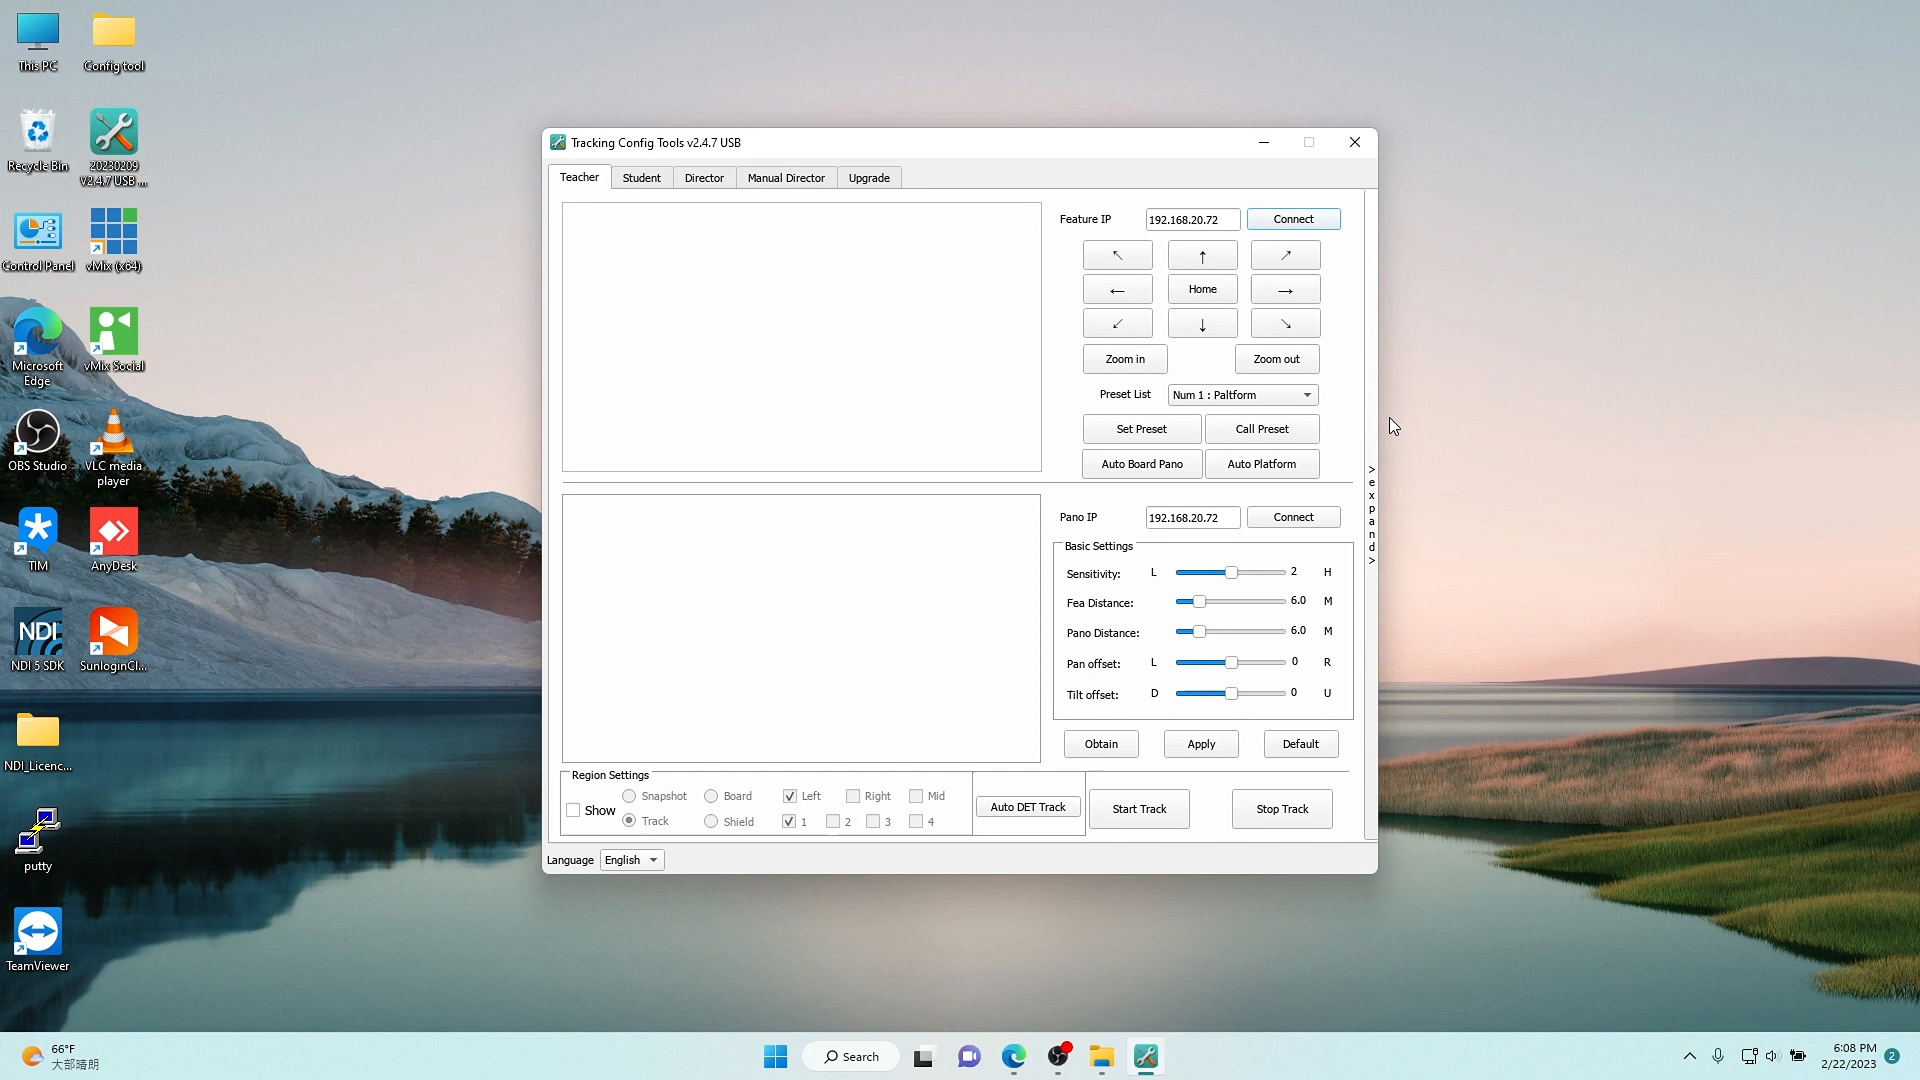 This PC
Config tool
Recycle Bin
20230209
V2.4.7 USB ...
Control Panel
vMix (x64)
Microsoft
Edge
vMix Social
OBS Studio
VLC media
player
TIM
AnyDesk
NDI
NDI 5 SDK
SunloginCl...
NDI_Licenc...
putty
TeamViewer
Tracking Config Tools v2.4.7 USB
Teacher
Student
Director
Manual Director
Upgrade
Feature IP
192.168.20.72
Connect
↖
↑
↗
←
Home
→
↙
↓
↘
Zoom in
Zoom out
Preset List
Num 1 : Paltform
Set Preset
Call Preset
Auto Board Pano
Auto Platform
> expand >
Pano IP
192.168.20.72
Connect
Basic Settings
Sensitivity: L 2 H
Fea Distance: 6.0 M
Pano Distance: 6.0 M
Pan offset: L 0 R
Tilt offset: D 0 U
Obtain
Apply
Default
Region Settings
Show
Snapshot
Board
Left
Right
Mid
Track
Shield
1
2
3
4
Auto DET Track
Start Track
Stop Track
Language
English
66°F
大部晴朗
Search
6:08 PM
2/22/2023
2